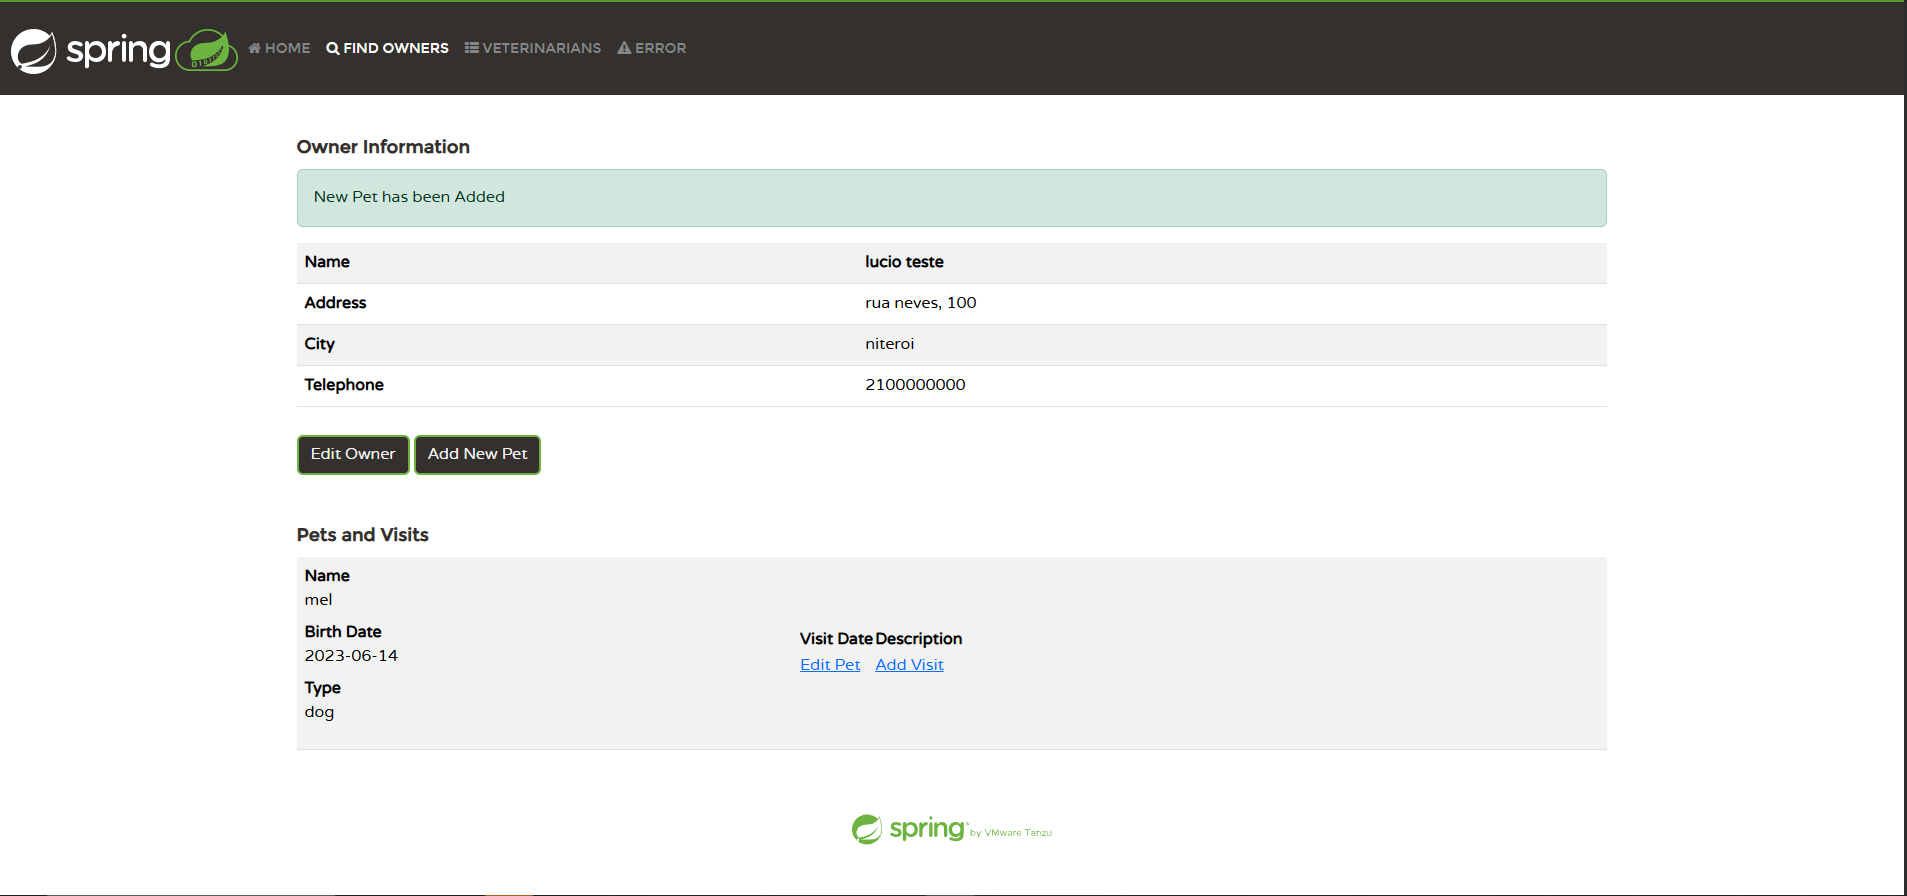 spring HOME FIND OWNERS VETERINARIANS ERROR
Owner Information
New Pet has been Added
Name lucio teste
Address rua neves, 100
City niteroi
Telephone 2100000000
Edit Owner Add New Pet
Pets and Visits
Name
mel
Birth Date
2023-06-14
Type
dog
Visit Date Description
Edit Pet Add Visit
spring by VMware Tanzu